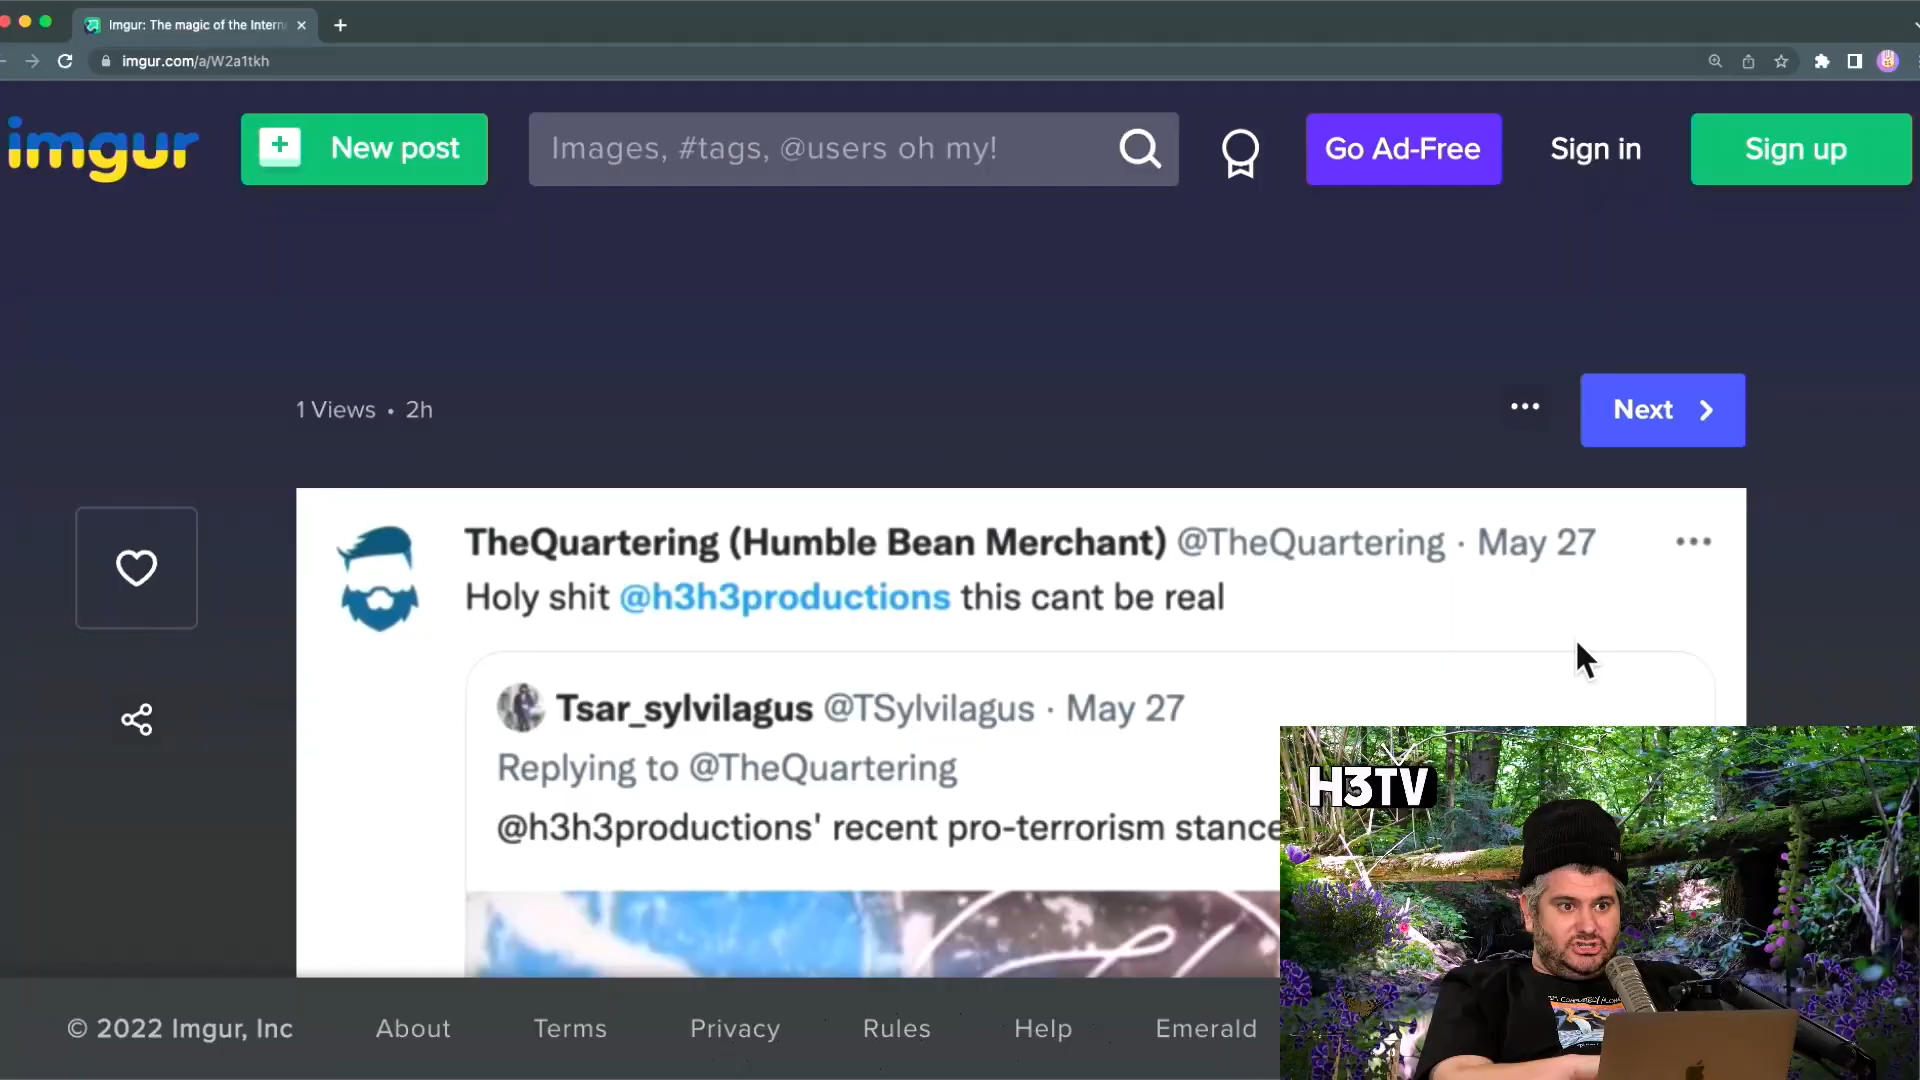 Imgur: The magic of the Intern
imgur.com/a/W2a1tkh
imgur
New post
Images, #tags, @users oh my!
Go Ad-Free
Sign in
Sign up
1 Views • 2h
Next
TheQuartering (Humble Bean Merchant) @TheQuartering · May 27
Holy shit @h3h3productions this cant be real
Tsar_sylvilagus @TSylvilagus · May 27
Replying to @TheQuartering
@h3h3productions' recent pro-terrorism stance
H3TV
© 2022 Imgur, Inc
About
Terms
Privacy
Rules
Help
Emerald